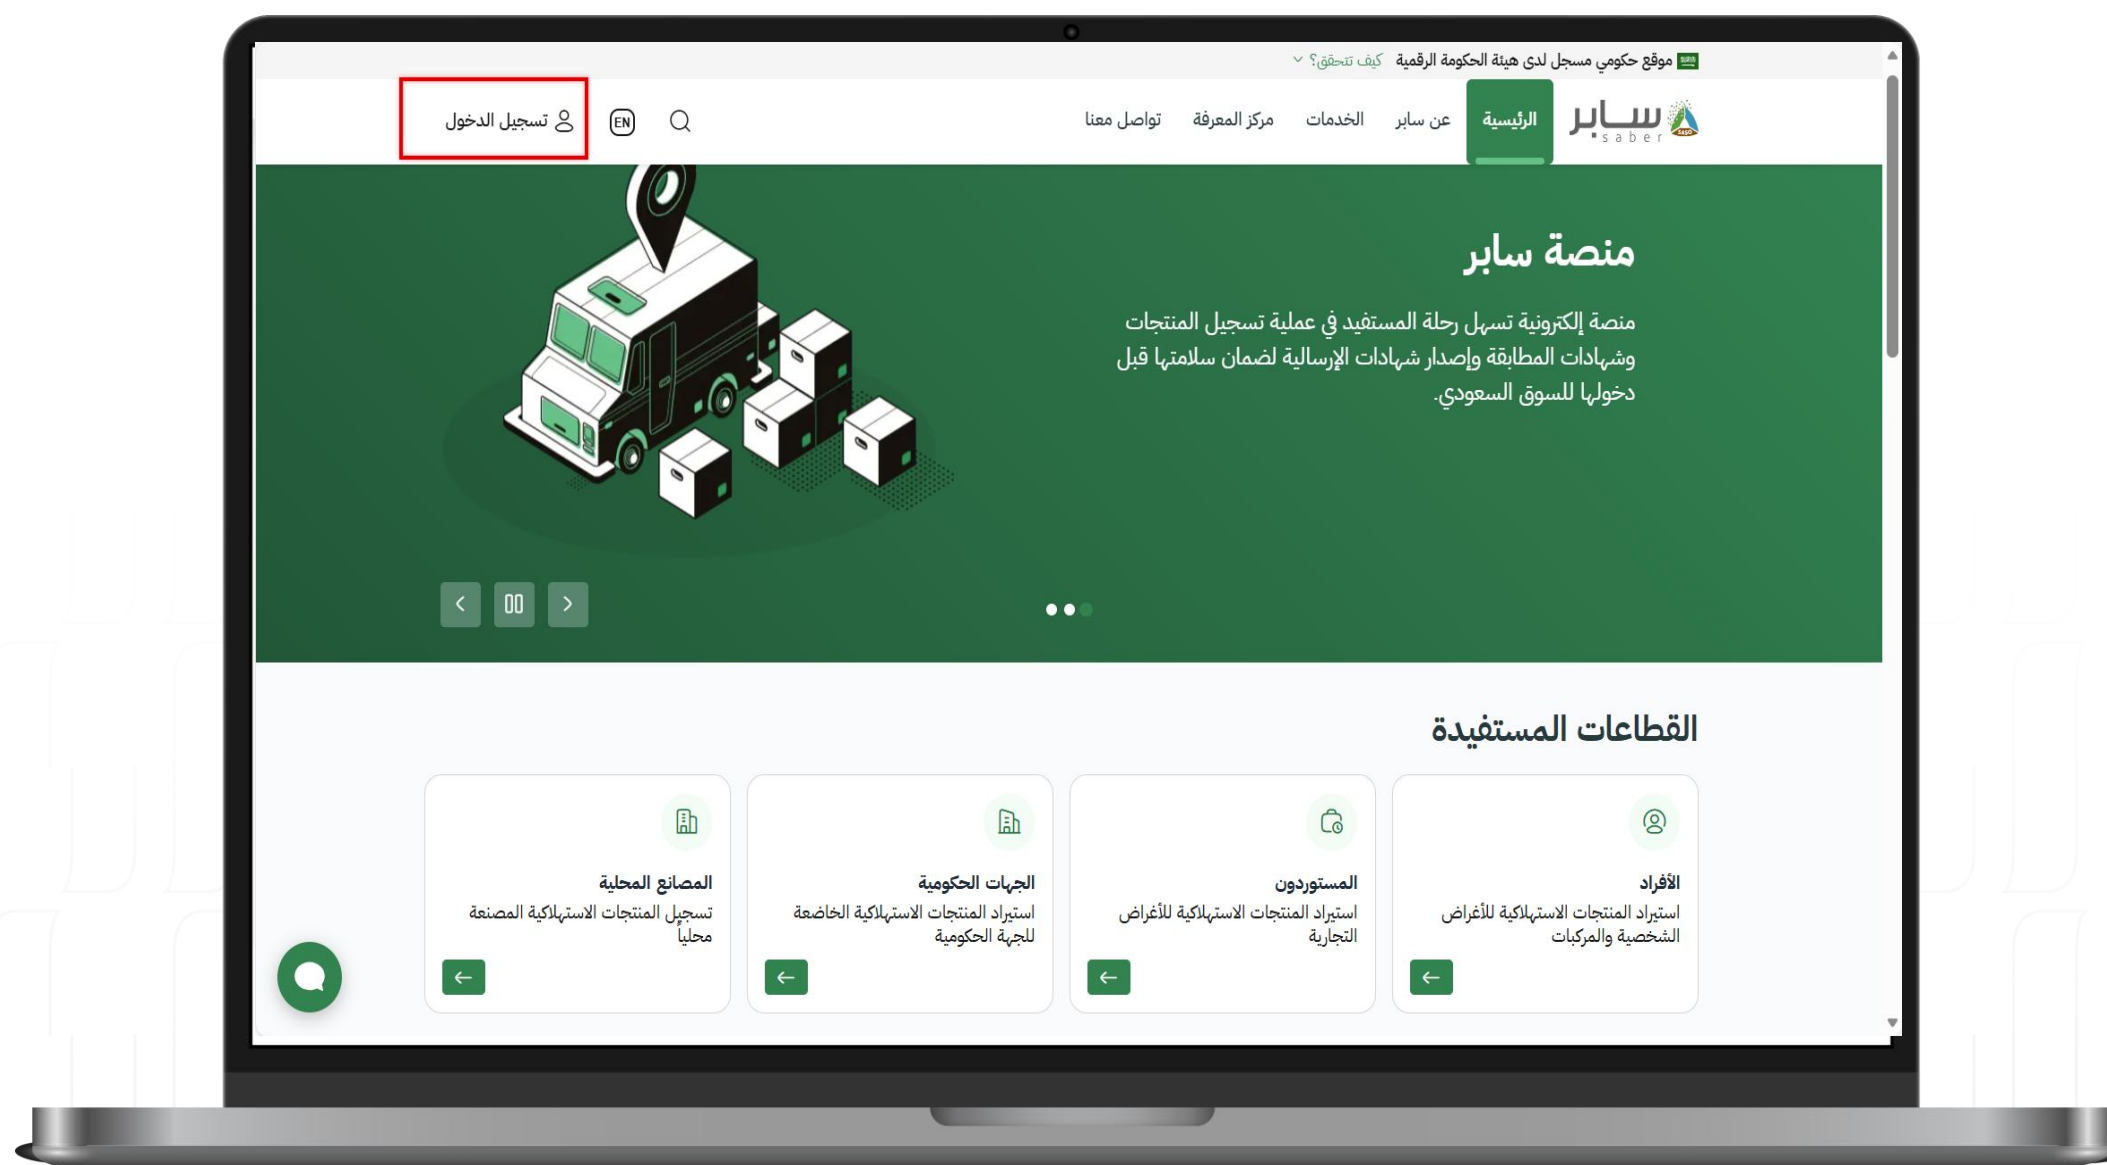 موقع حكومي مسجل لدى هيئة الحكومة الرقمية كيف تتحقق؟
سابر
saber
SASO
الرئيسية
عن سابر
الخدمات
مركز المعرفة
تواصل معنا
EN
تسجيل الدخول
منصة سابر
منصة إلكترونية تسهل رحلة المستفيد في عملية تسجيل المنتجات
وشهادات المطابقة وإصدار شهادات الإرسالية لضمان سلامتها قبل
دخولها للسوق السعودي.
القطاعات المستفيدة
الأفراد
استيراد المنتجات الاستهلاكية للأغراض
الشخصية والمركبات
المستوردون
استيراد المنتجات الاستهلاكية للأغراض
التجارية
الجهات الحكومية
استيراد المنتجات الاستهلاكية الخاضعة
للجهة الحكومية
المصانع المحلية
تسجيل المنتجات الاستهلاكية المصنعة
محلياً